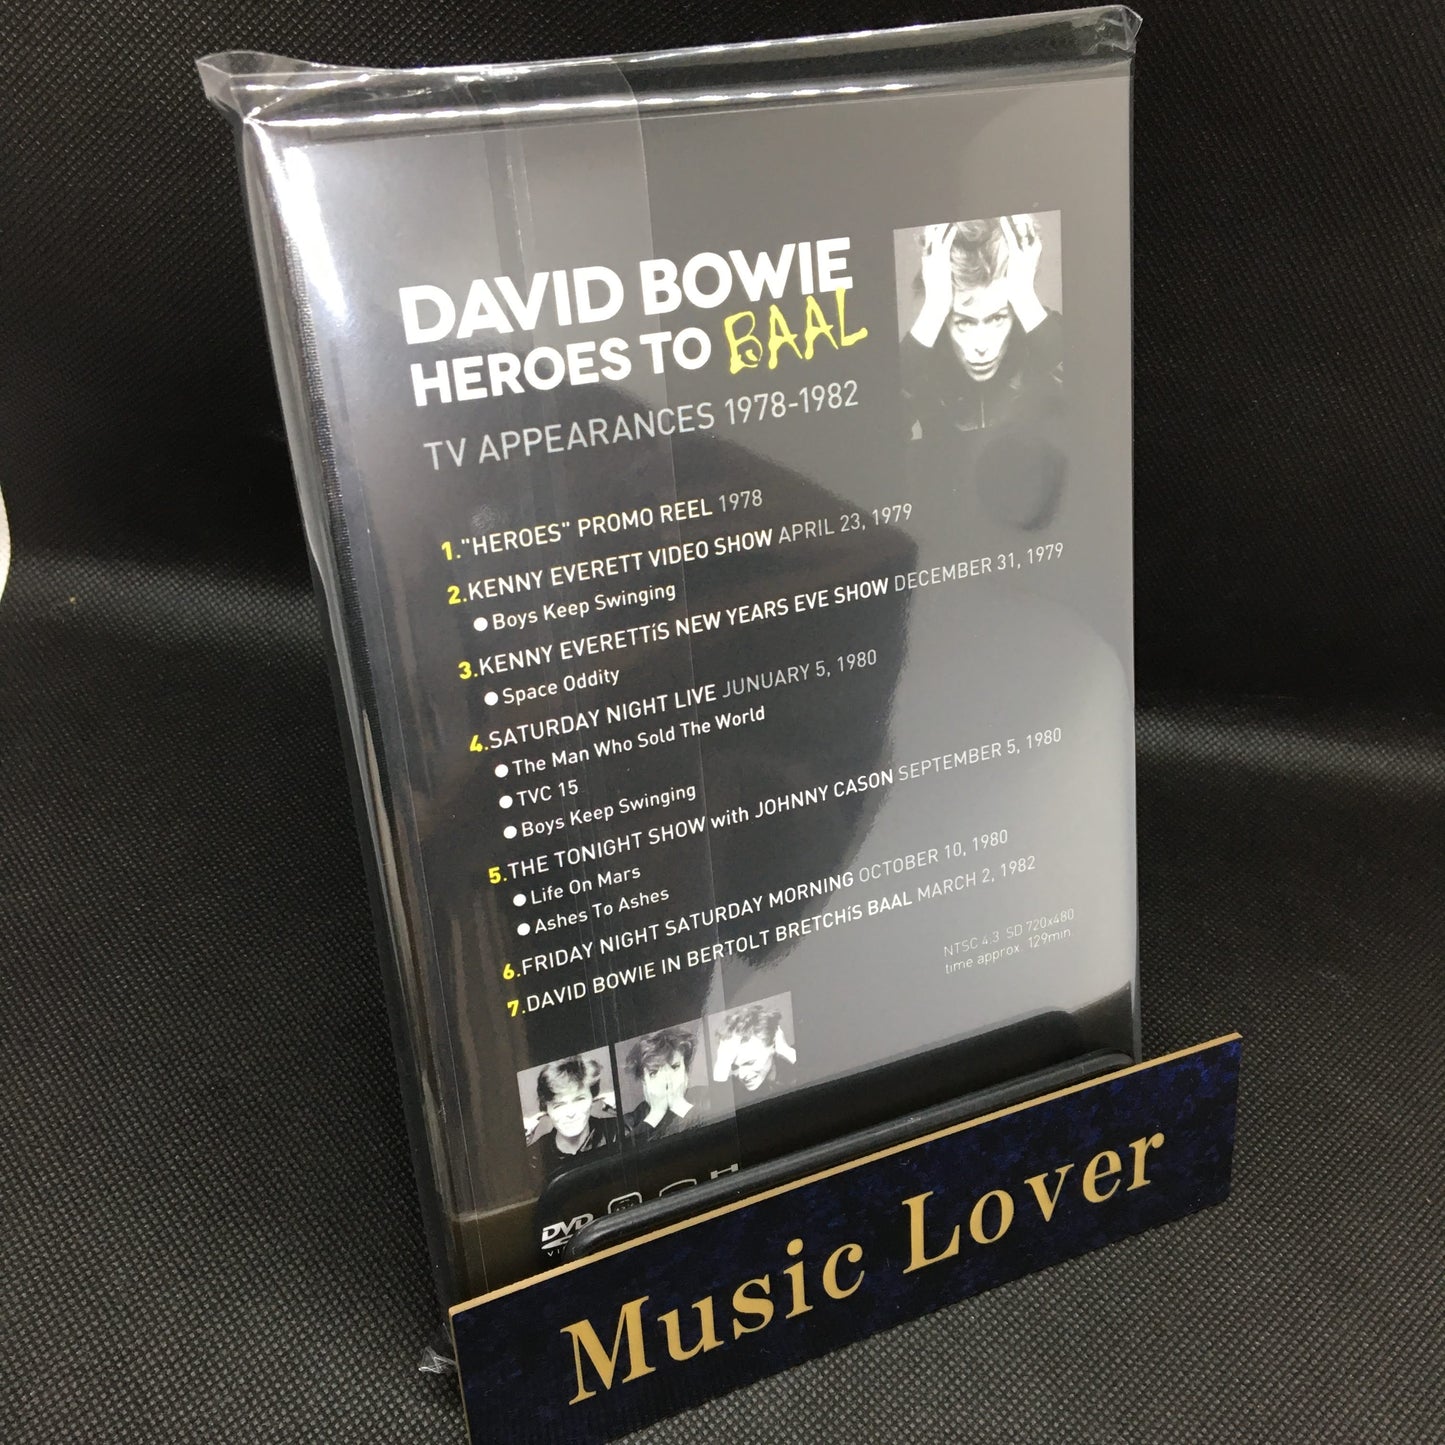 DAVID BOWIE
HEROES TO BAAL
TV APPEARANCES 1978-1982
1."HEROES" PROMO REEL 1978
2.KENNY EVERETT VIDEO SHOW APRIL 23, 1979
●Boys Keep Swinging
3.KENNY EVERETTíS NEW YEARS EVE SHOW DECEMBER 31, 1979
●Space Oddity
4.SATURDAY NIGHT LIVE JUNUARY 5, 1980
●The Man Who Sold The World
●TVC 15
●Boys Keep Swinging
5.THE TONIGHT SHOW with JOHNNY CASON SEPTEMBER 5, 1980
●Life On Mars
●Ashes To Ashes
6.FRIDAY NIGHT SATURDAY MORNING OCTOBER 10, 1980
7.DAVID BOWIE IN BERTOLT BRETCHíS BAAL MARCH 2, 1982
NTSC 4:3 SD 720x480
time approx. 129min.
DVD
Music Lover